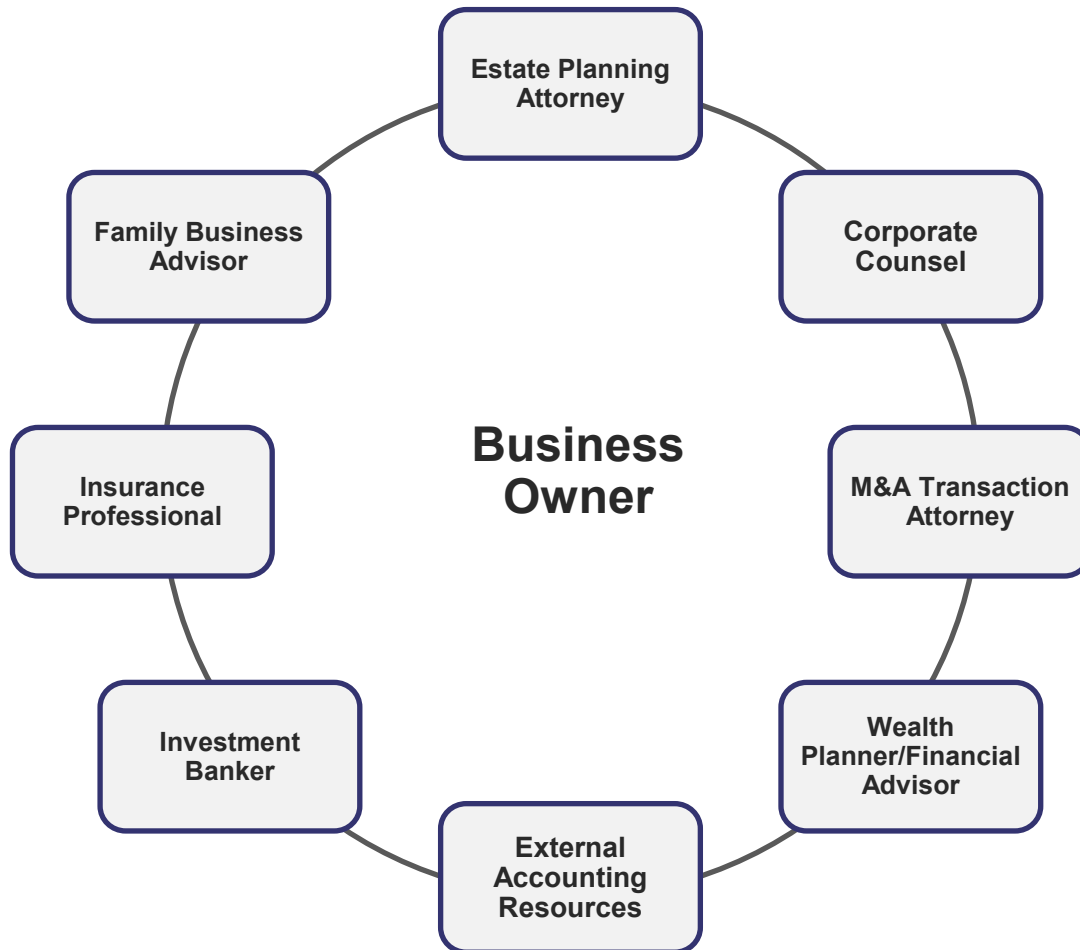 Estate Planning
Attorney
Corporate
Counsel
M&A Transaction
Attorney
Wealth
Planner/Financial
Advisor
External
Accounting
Resources
Investment
Banker
Insurance
Professional
Family Business
Advisor
Business
Owner